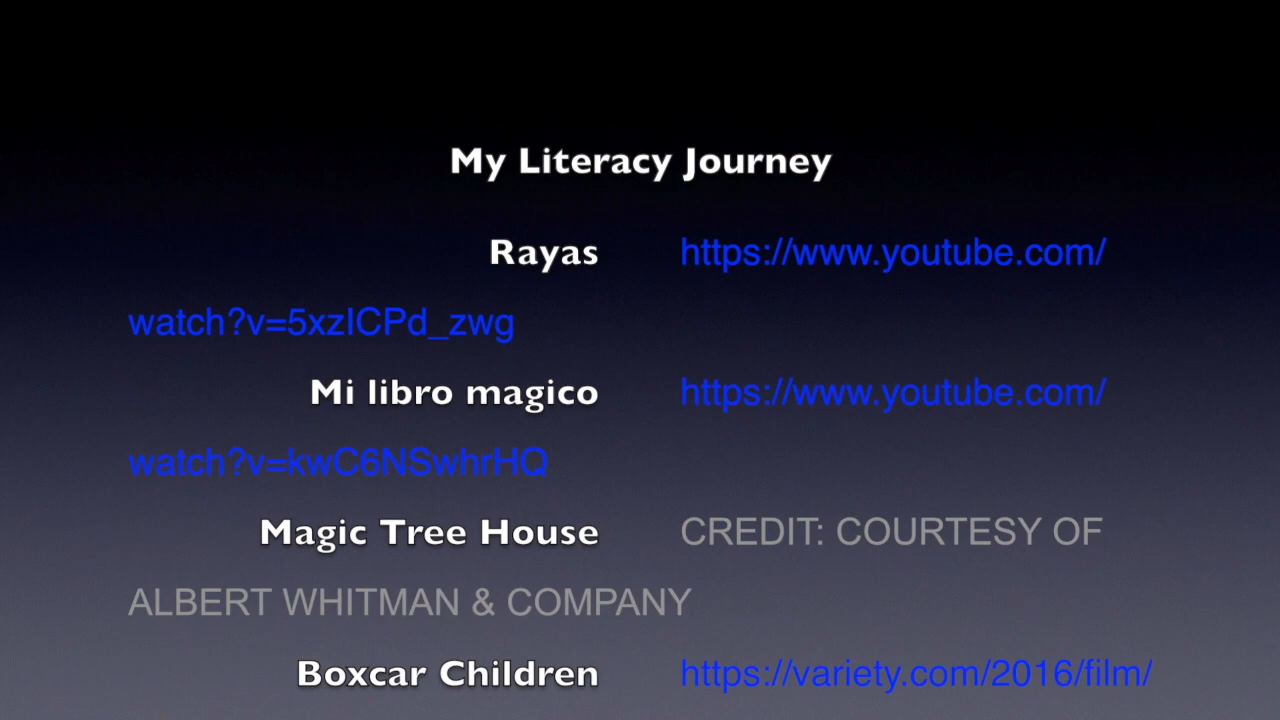 My Literacy Journey
Rayas https://www.youtube.com/
watch?v=5xzICPd_zwg
Mi libro magico https://www.youtube.com/
watch?v=kwC6NSwhrHQ
Magic Tree House CREDIT: COURTESY OF
ALBERT WHITMAN & COMPANY
Boxcar Children https://variety.com/2016/film/